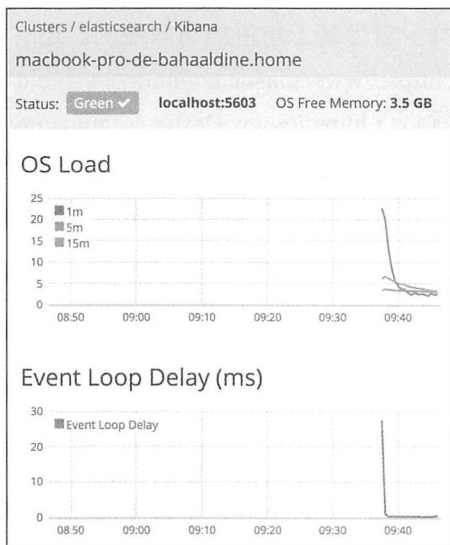 Clusters / elasticsearch / Kibana
macbook-pro-de-bahaaldine.home
Status: Green ✓ localhost:5603 OS Free Memory: 3.5 GB
OS Load
25
20
15
10
5
0
1m
5m
15m
08:50 09:00 09:10 09:20 09:30 09:40
Event Loop Delay (ms)
30
20
10
0
Event Loop Delay
08:50 09:00 09:10 09:20 09:30 09:40